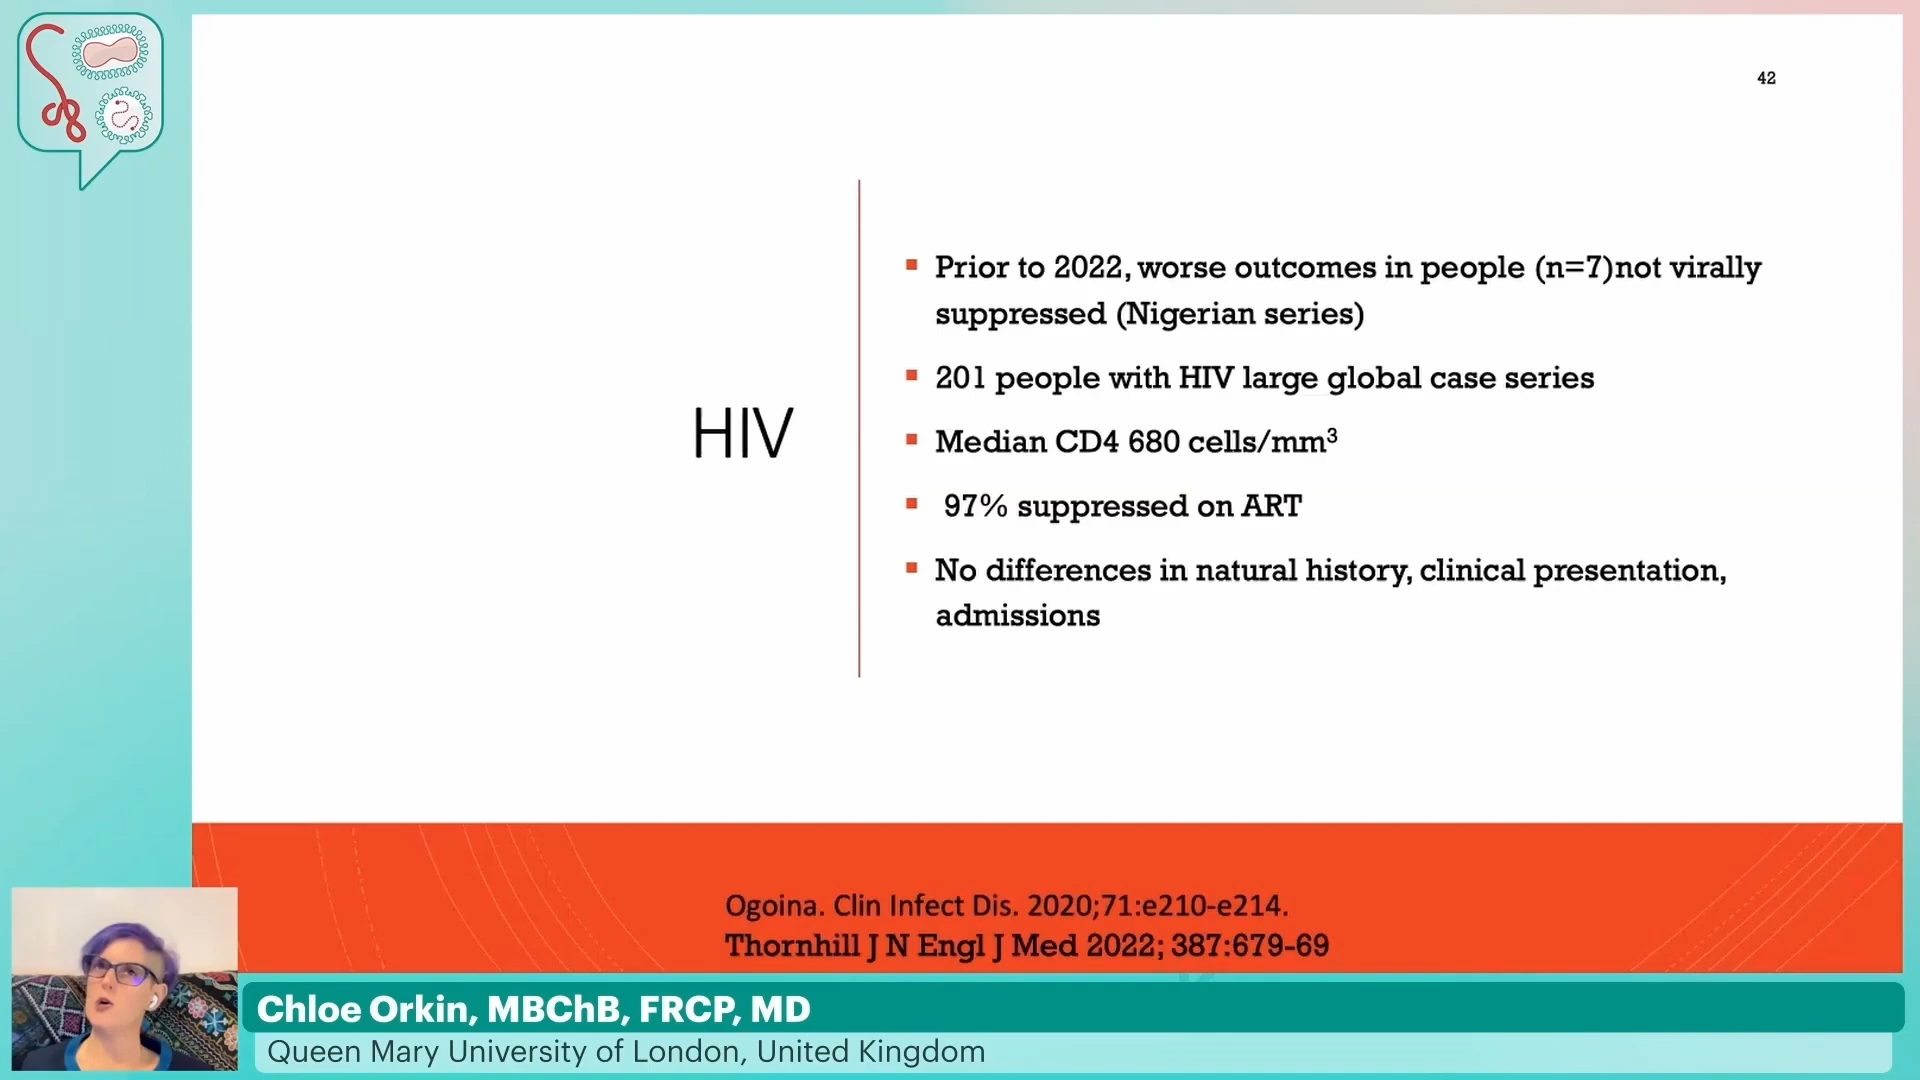 42
HIV
Prior to 2022, worse outcomes in people (n=7)not virally
suppressed (Nigerian series)
201 people with HIV large global case series
Median CD4 680 cells/mm³
97% suppressed on ART
No differences in natural history, clinical presentation,
admissions
Ogoina. Clin Infect Dis. 2020;71:e210-e214.
Thornhill J N Engl J Med 2022; 387:679-69
Chloe Orkin, MBChB, FRCP, MD
Queen Mary University of London, United Kingdom